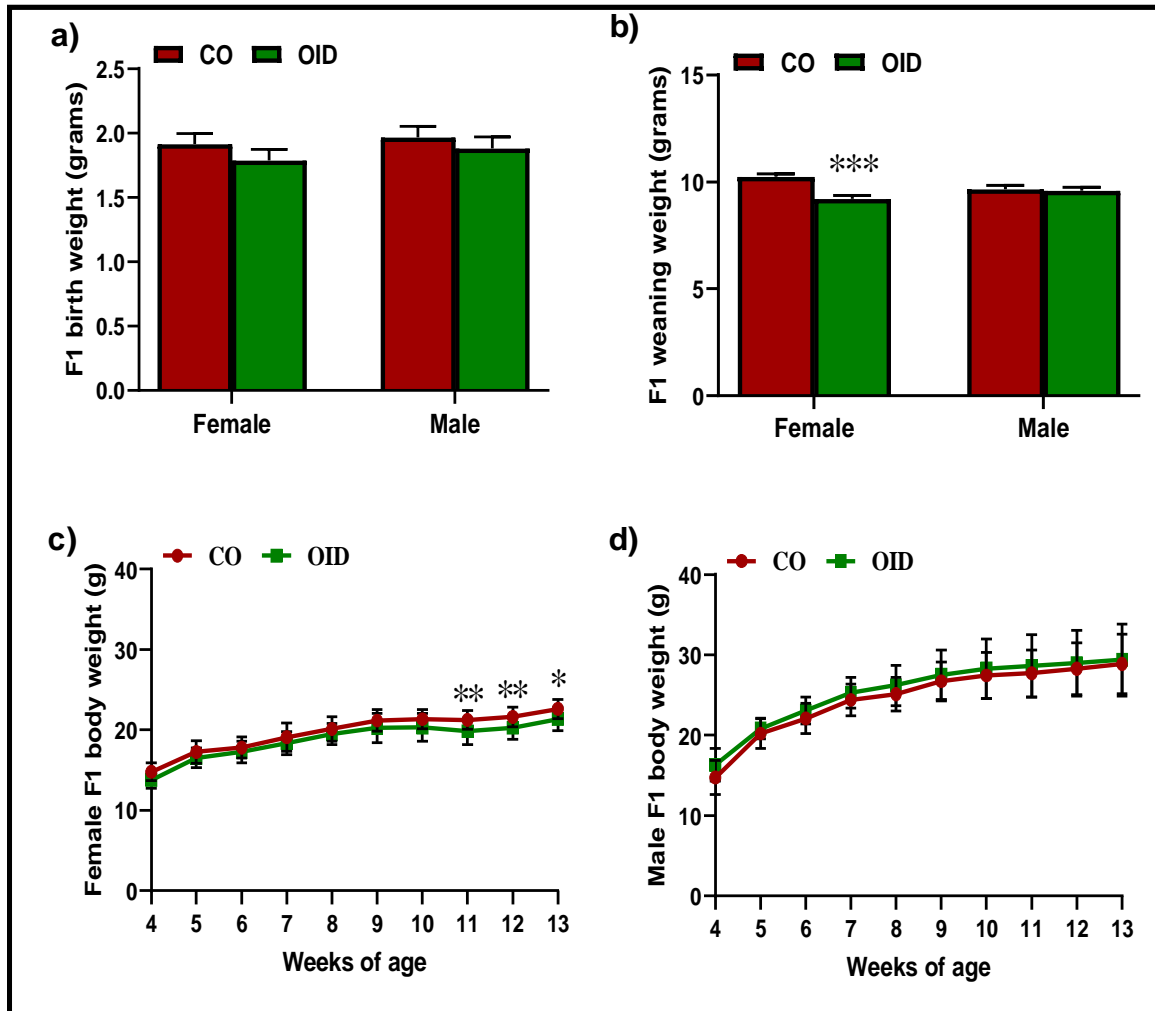 a)
CO OID
F1 birth weight (grams)
2.5
2.0
1.5
1.0
0.5
0.0
Female Male
b)
CO OID
F1 weaning weight (grams)
15
10
5
0
***
Female Male
c)
CO OID
Female F1 body weight (g)
40
30
20
10
0
** ** *
4 5 6 7 8 9 10 11 12 13
Weeks of age
d)
CO OID
Male F1 body weight (g)
40
30
20
10
0
4 5 6 7 8 9 10 11 12 13
Weeks of age